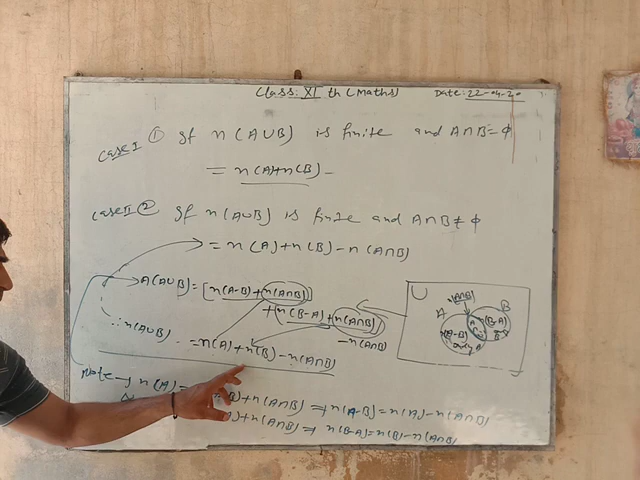 Class: XI th (Maths)
Date: 22-04-20
Case I ① If n(A∪B) is finite and A∩B=ϕ
= n(A)+n(B)-
Case II ② If n(A∪B) is finite and A∩B≠ϕ
= n(A)+n(B)-n(A∩B)
n(A∪B)=[n(A-B)+n(A∩B)]
+[n(B-A)+n(A∩B)]
-n(A∩B)
∴ n(A∪B) =n(A)+n(B)-n(A∩B)
U
n(A∩B)
A
B
(A-B)
(B-A)
Note → n(A)=
B)+n(A∩B) ⇒ n(A-B)=n(A)-n(A∩B)
)+n(A∩B) ⇒ n(B-A)=n(B)-n(A∩B)